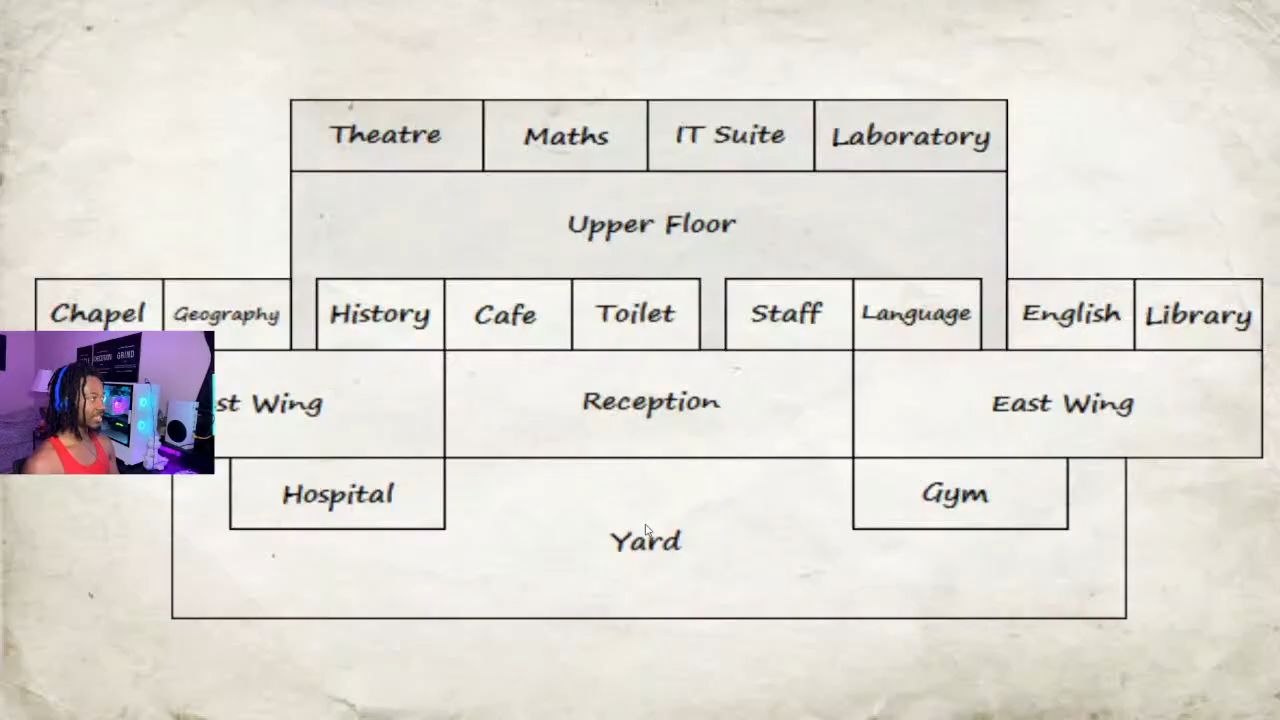 Theatre Maths IT Suite Laboratory
Upper Floor
Chapel Geography History Cafe Toilet Staff Language English Library
GRIND
st Wing Reception East Wing
Hospital Gym
Yard